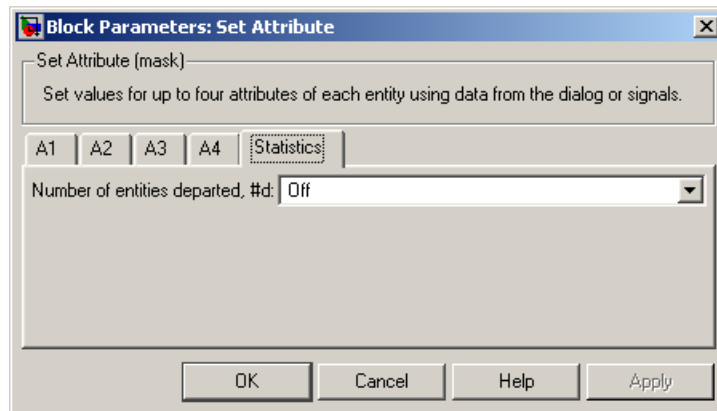 Block Parameters: Set Attribute
Set Attribute (mask)
Set values for up to four attributes of each entity using data from the dialog or signals.
A1 A2 A3 A4 Statistics
Number of entities departed, #d: Off
OK Cancel Help Apply